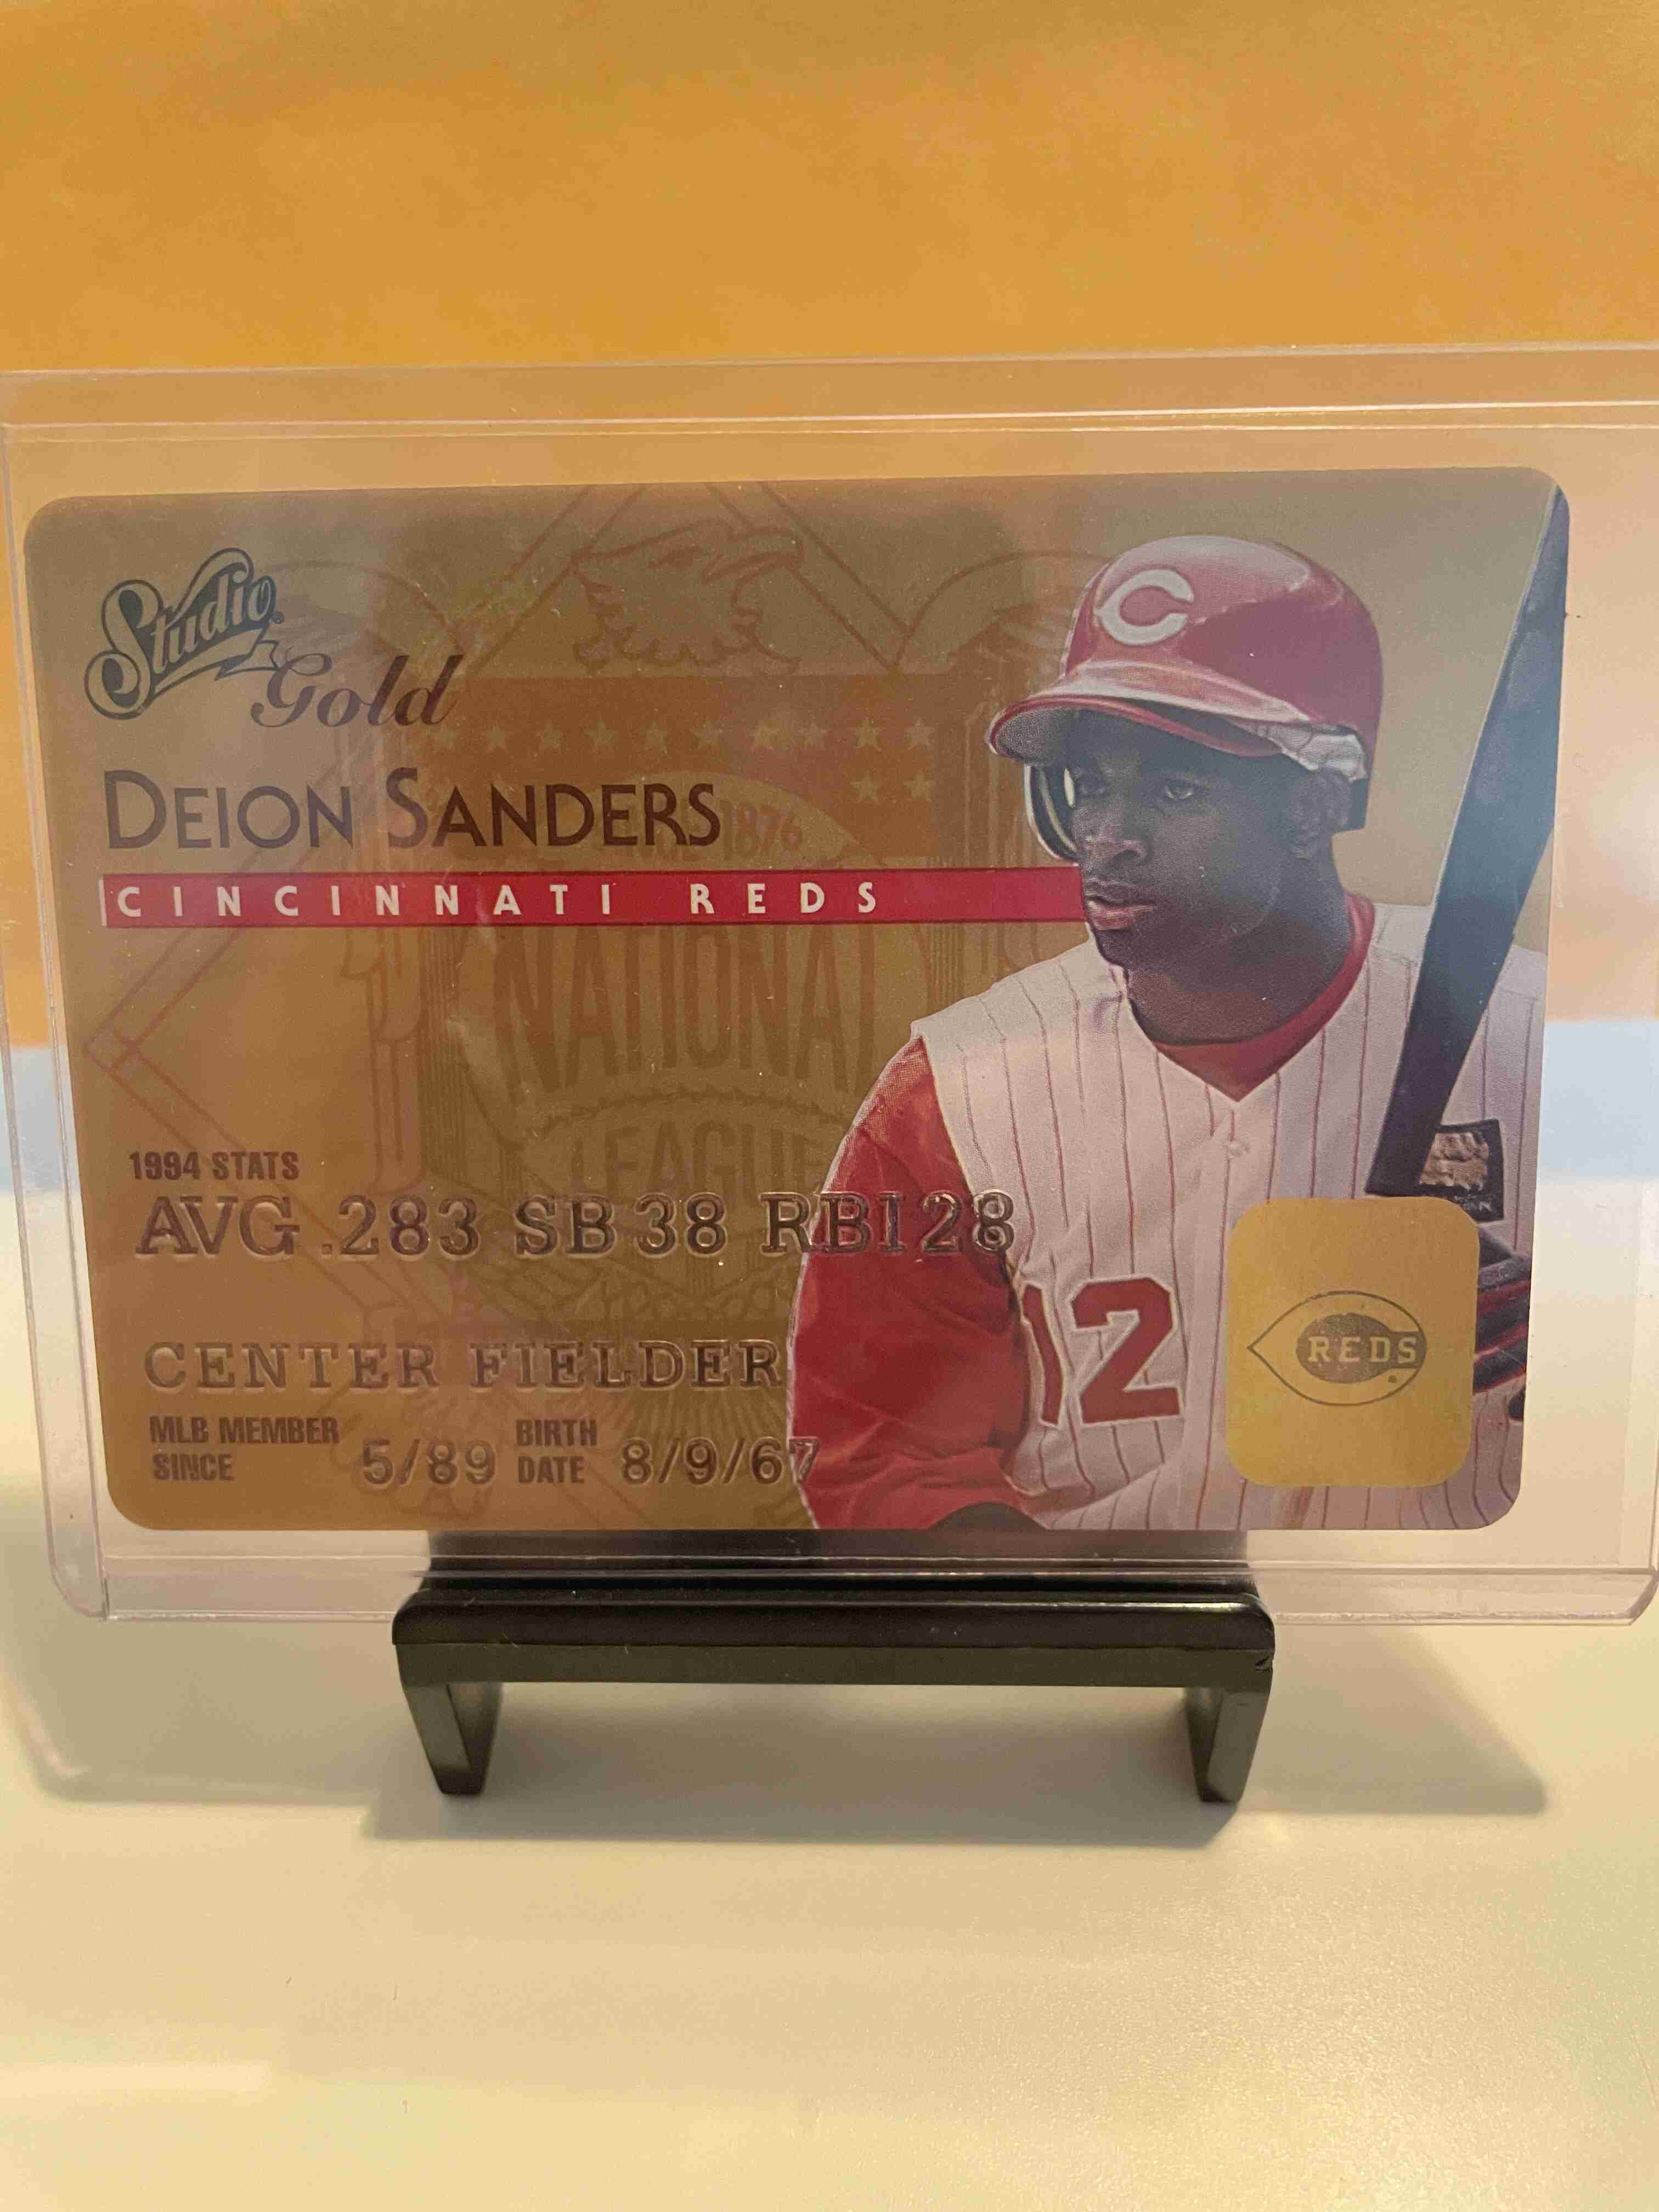 Studio
Gold
DEION SANDERS
1876
CINCINNATI REDS
NATIONAL
LEAGUE
1994 STATS
AVG .283 SB 38 RBI 28
CENTER FIELDER
MLB MEMBER SINCE 5/89 BIRTH DATE 8/9/67
C
12
REDS